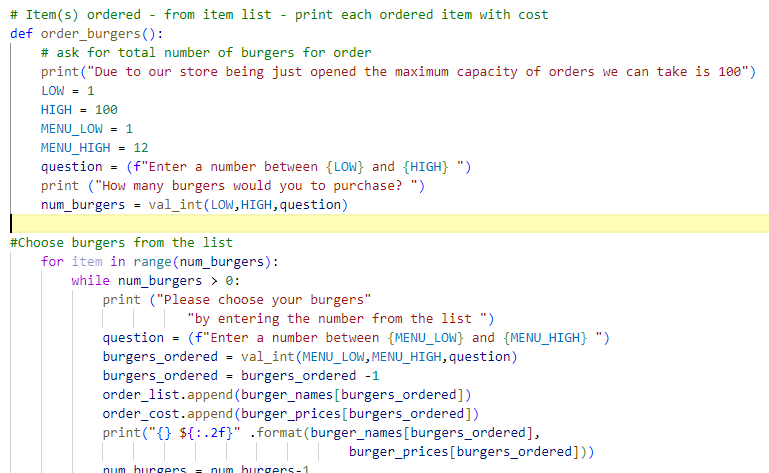 # Item(s) ordered - from item list - print each ordered item with cost
def order_burgers():
# ask for total number of burgers for order
print("Due to our store being just opened the maximum capacity of orders we can take is 100")
LOW = 1
HIGH = 100
MENU_LOW = 1
MENU_HIGH = 12
question = (f"Enter a number between {LOW} and {HIGH} ")
print ("How many burgers would you to purchase? ")
num_burgers = val_int(LOW,HIGH,question)
#Choose burgers from the list
for item in range(num_burgers):
while num_burgers > 0:
print ("Please choose your burgers"
"by entering the number from the list ")
question = (f"Enter a number between {MENU_LOW} and {MENU_HIGH} ")
burgers_ordered = val_int(MENU_LOW,MENU_HIGH,question)
burgers_ordered = burgers_ordered -1
order_list.append(burger_names[burgers_ordered])
order_cost.append(burger_prices[burgers_ordered])
print("{} ${:.2f}" .format(burger_names[burgers_ordered],
burger_prices[burgers_ordered]))
num_burgers = num_burgers-1